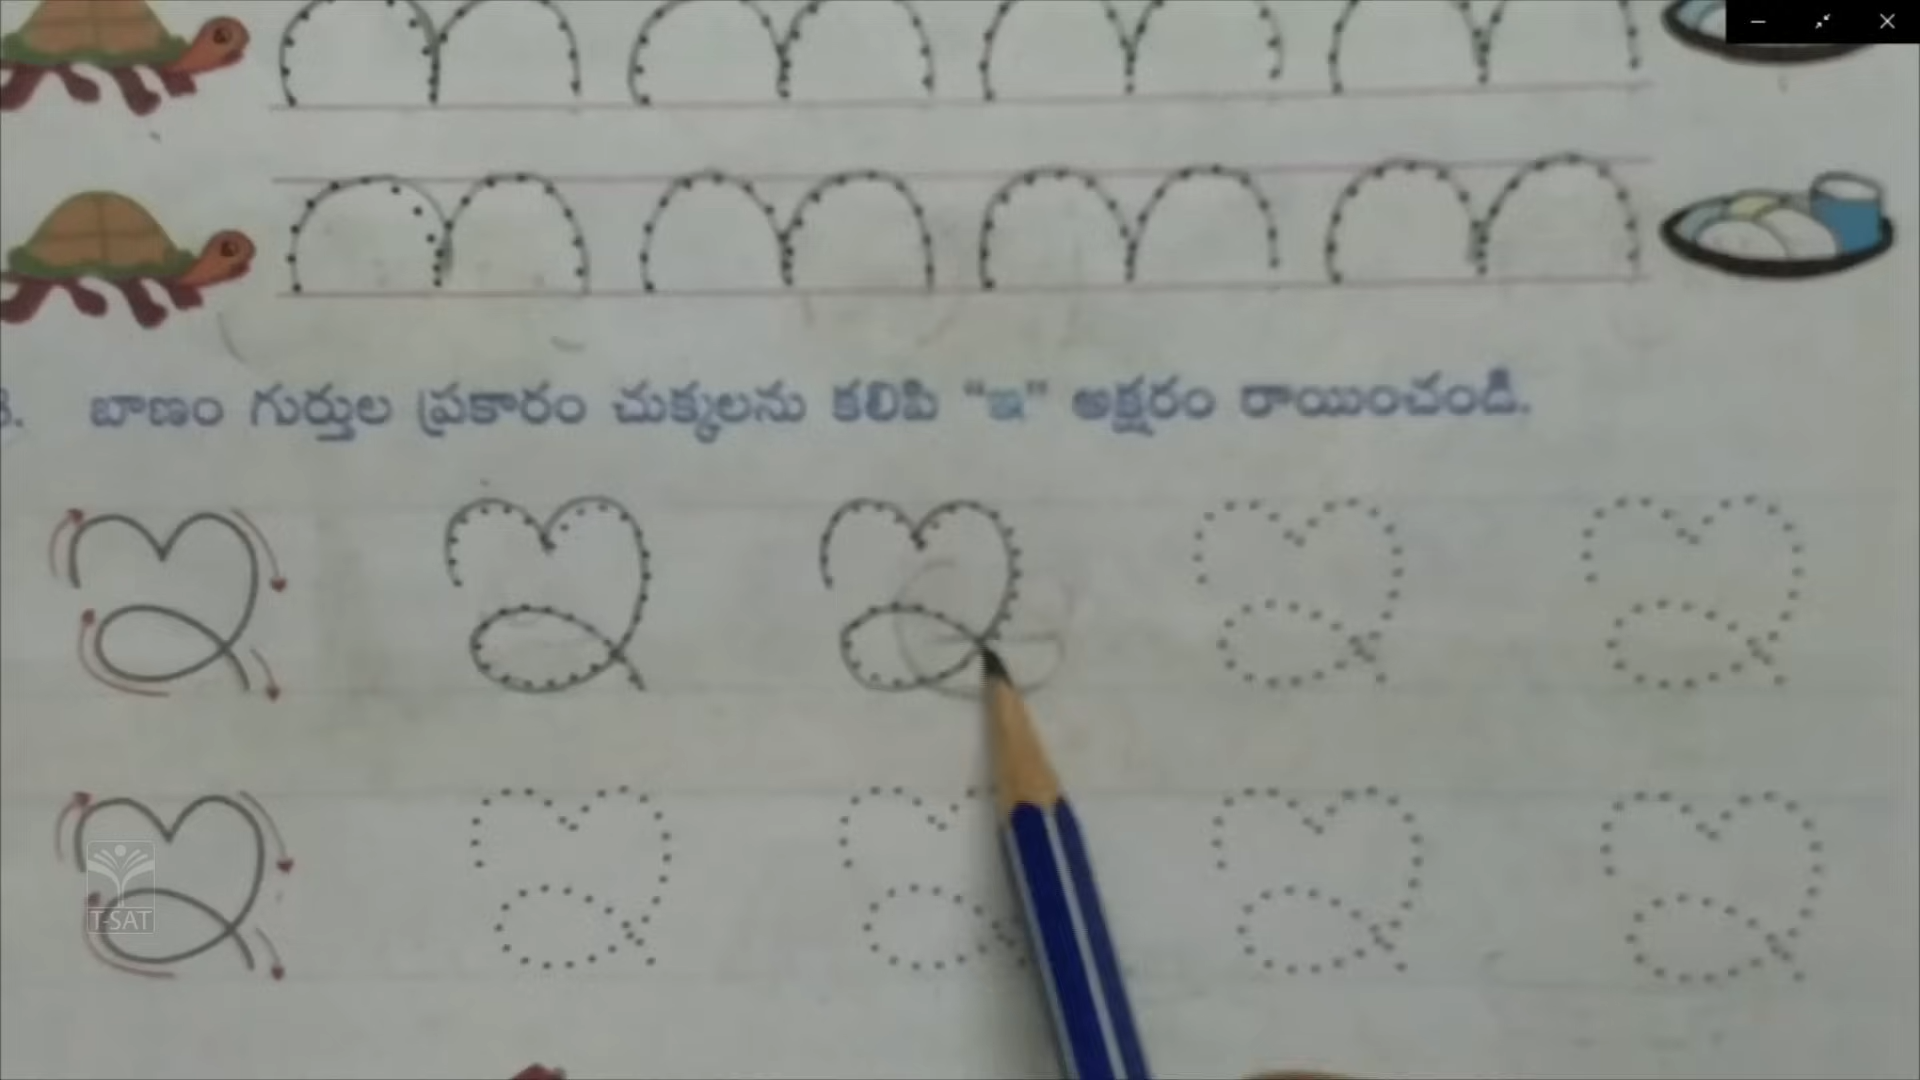 3. బాణం గుర్తుల ప్రకారం చుక్కలను కలిపి “ఇ” అక్షరం రాయించండి.
ఇ ఇ ఇ ఇ ఇ
ఇ ఇ ఇ ఇ ఇ
T-SAT